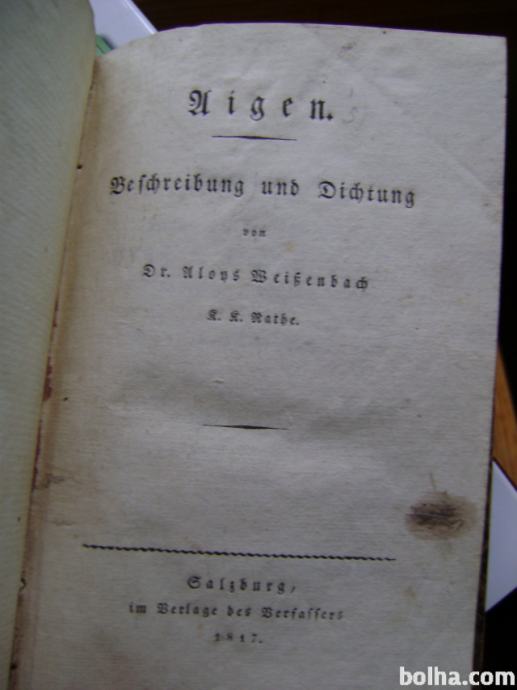 Aigen.
Beſchreibung und Dichtung
von
Dr. Aloys Weißenbach
K. K. Rathe.
Salzburg,
im Verlage des Verfaſſers
1817.
bolha.com